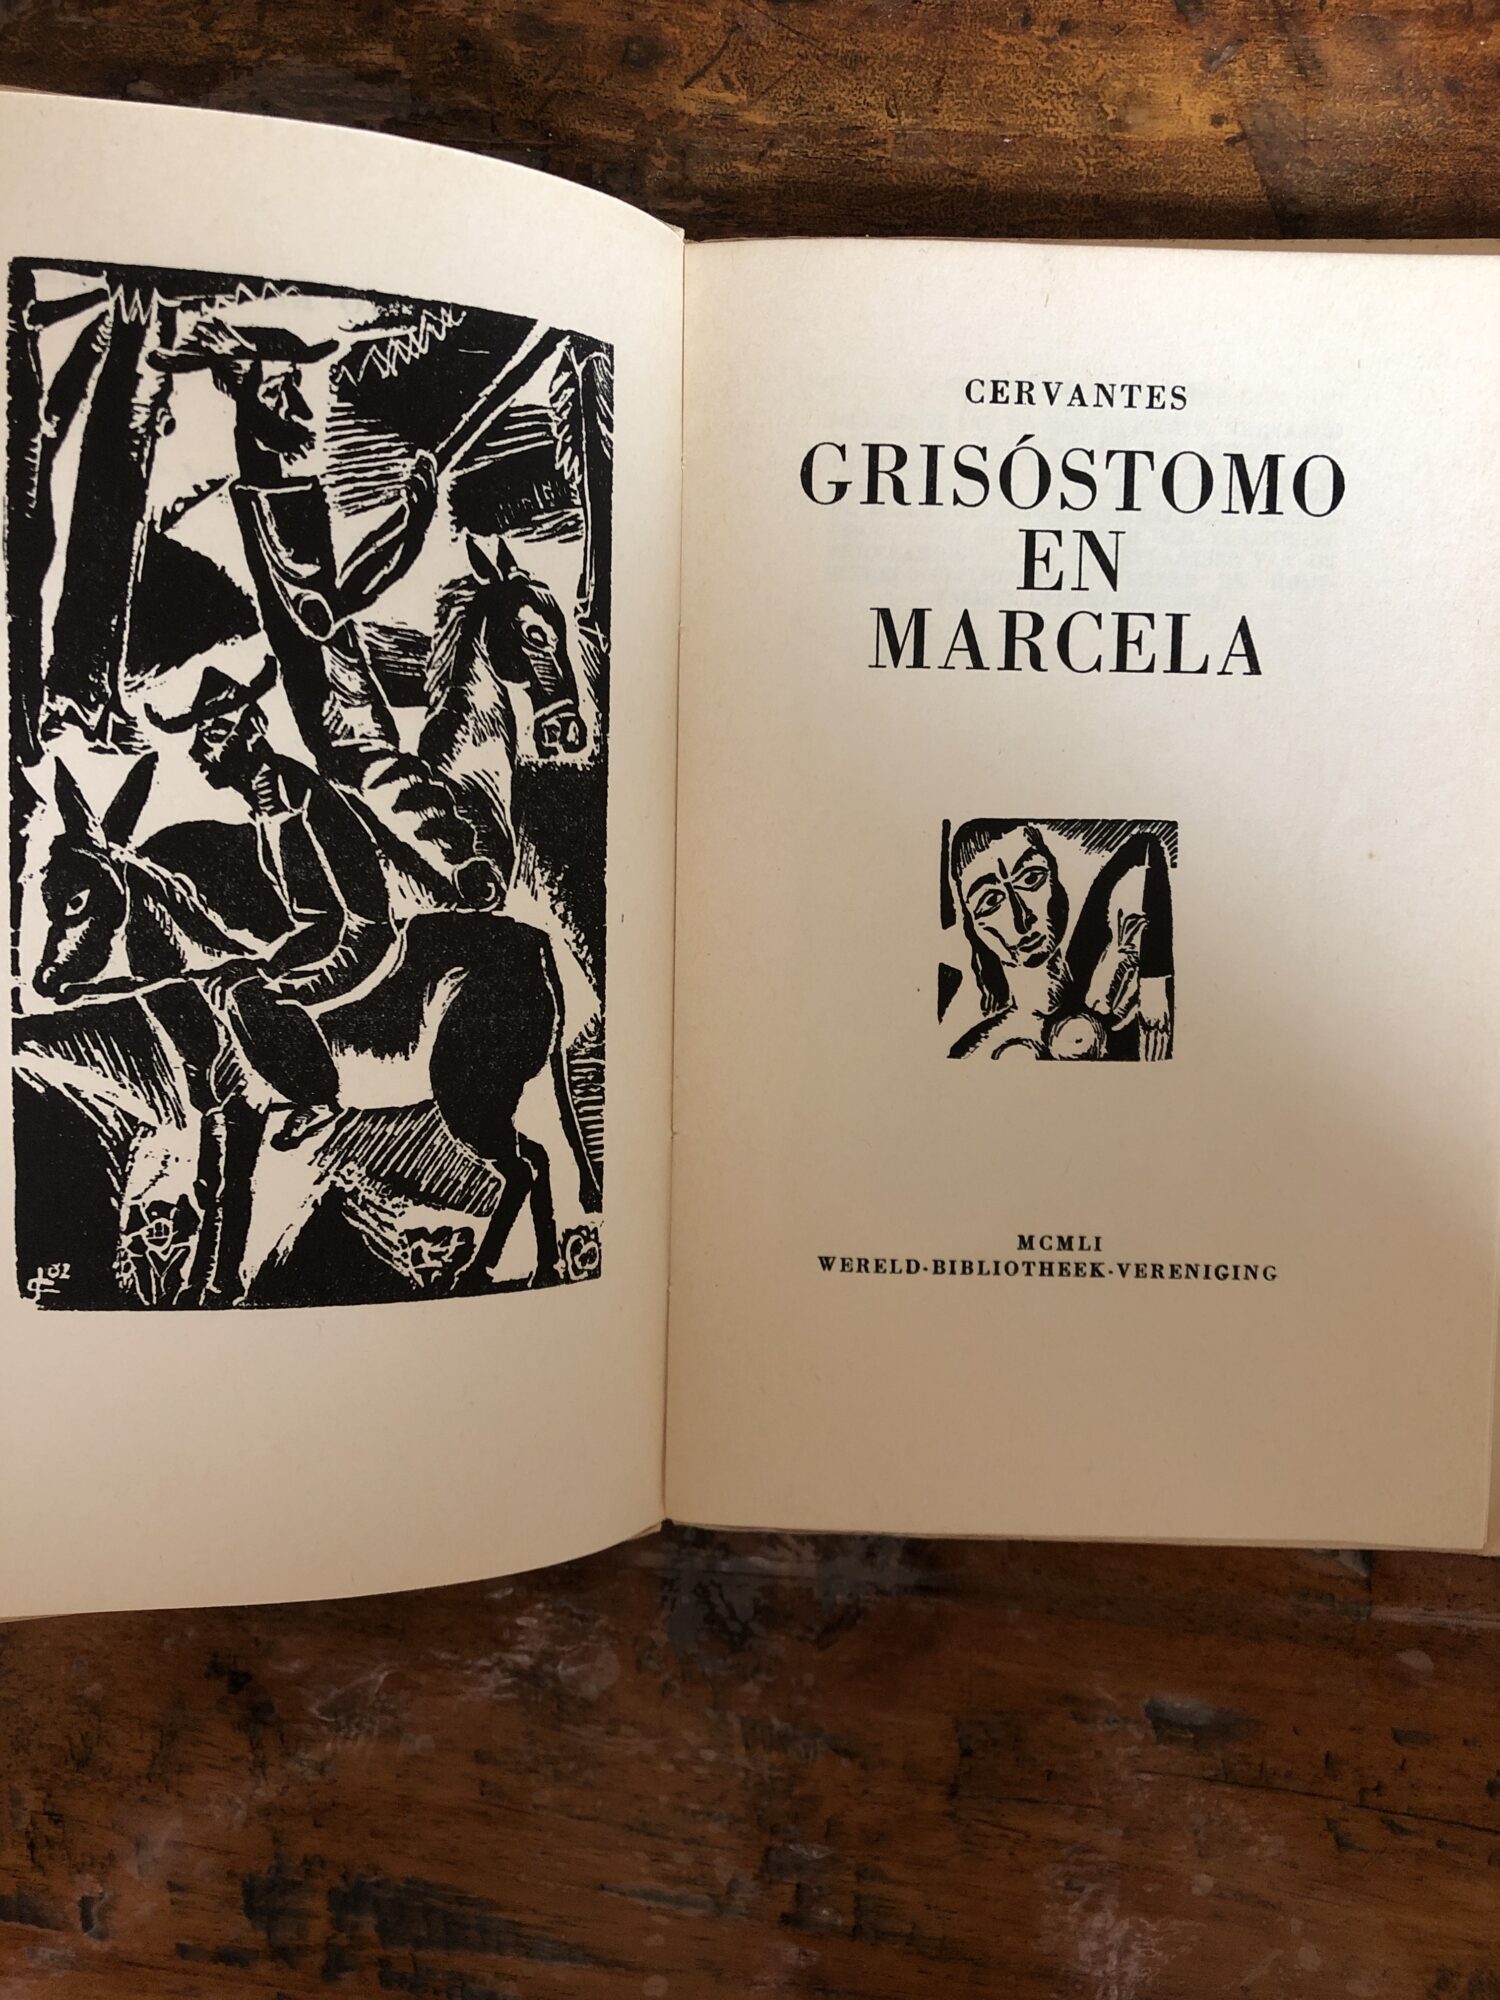 CERVANTES
GRISÓSTOMO
EN
MARCELA
MCMLI
WERELD-BIBLIOTHEEK-VERENIGING